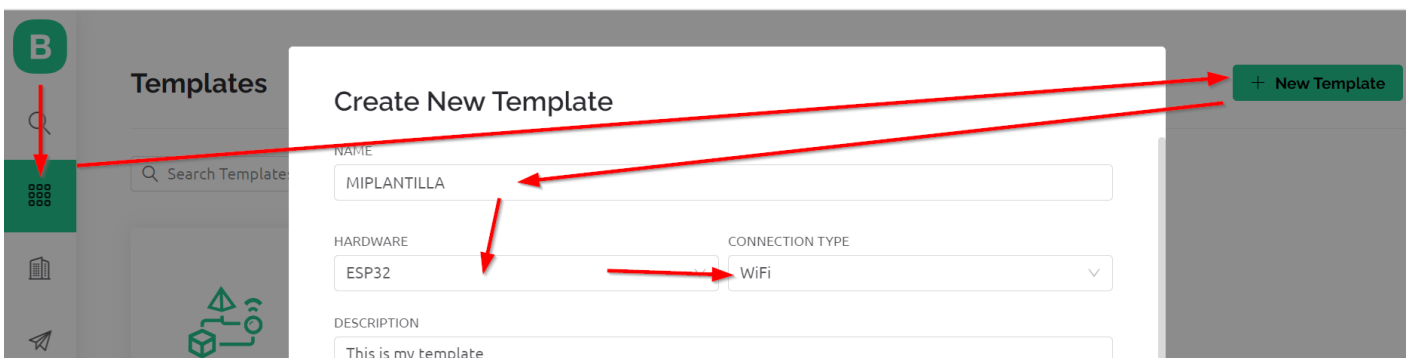 B
Templates
+ New Template
Create New Template
NAME
Search Templates
MIPLANTILLA
HARDWARE
CONNECTION TYPE
ESP32
WiFi
DESCRIPTION
This is my template